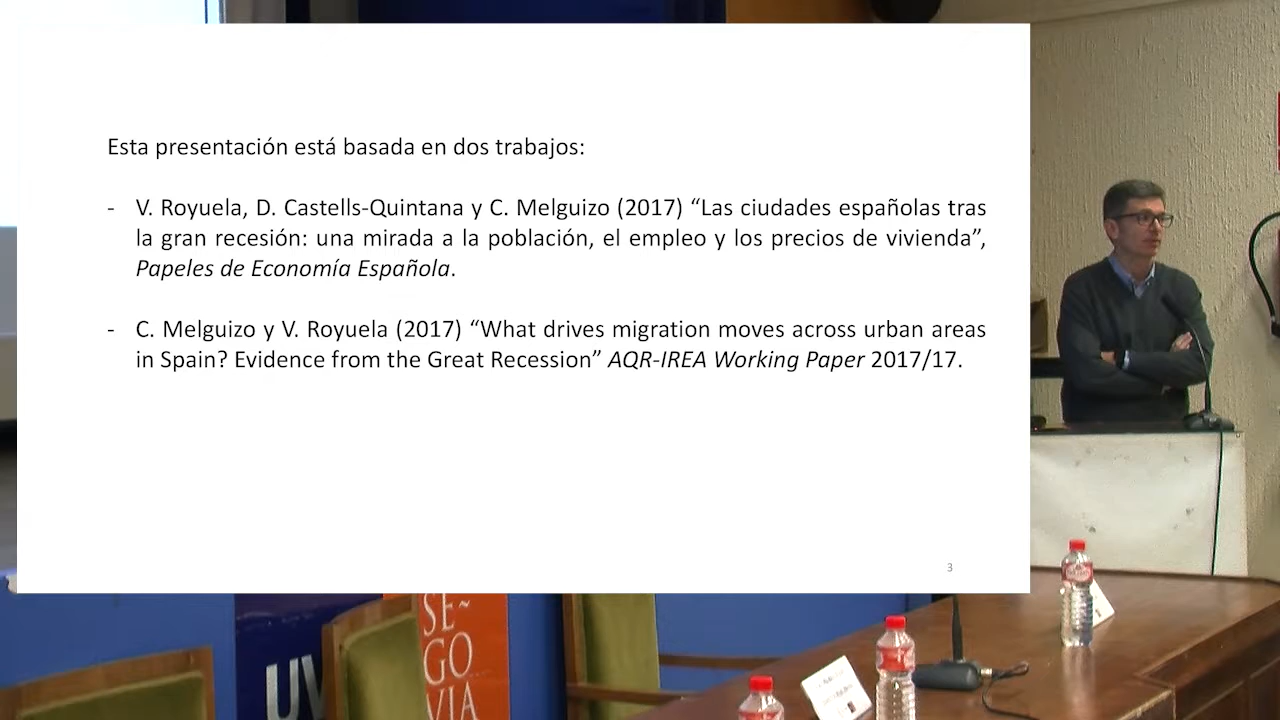 Esta presentación está basada en dos trabajos:
- V. Royuela, D. Castells-Quintana y C. Melguizo (2017) “Las ciudades españolas tras
la gran recesión: una mirada a la población, el empleo y los precios de vivienda”,
Papeles de Economía Española.
- C. Melguizo y V. Royuela (2017) “What drives migration moves across urban areas
in Spain? Evidence from the Great Recession” AQR-IREA Working Paper 2017/17.
3
SE~
GO
VIA